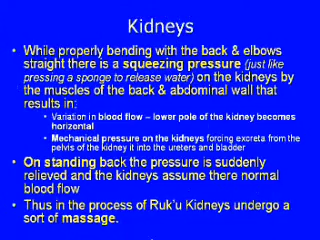 Kidneys
• While properly bending with the back & elbows
straight there is a squeezing pressure (just like
pressing a sponge to release water) on the kidneys by
the muscles of the back & abdominal wall that
results in:
• Variation in blood flow – lower pole of the kidney becomes
horizontal
• Mechanical pressure on the kidneys forcing excreta from the
pelvis of the kidney it into the ureters and bladder
• On standing back the pressure is suddenly
relieved and the kidneys assume there normal
blood flow
• Thus in the process of Ruk'u Kidneys undergo a
sort of massage.